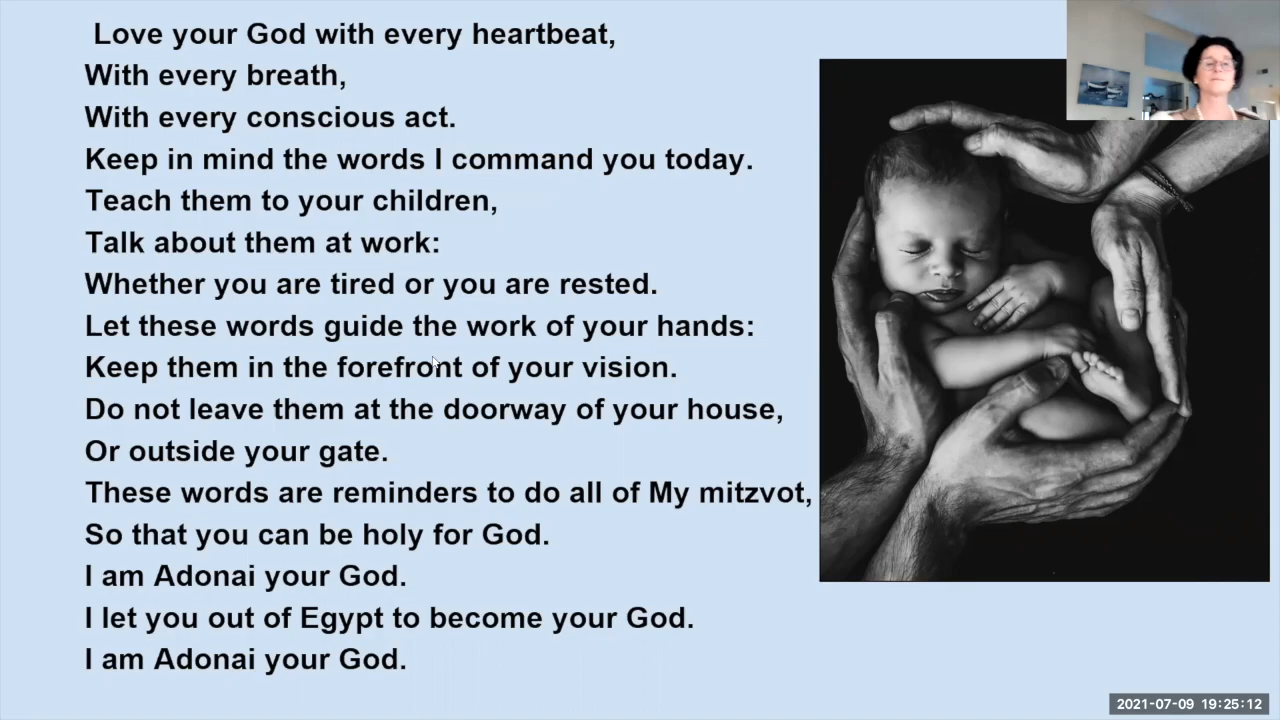 Love your God with every heartbeat,
With every breath,
With every conscious act.
Keep in mind the words I command you today.
Teach them to your children,
Talk about them at work:
Whether you are tired or you are rested.
Let these words guide the work of your hands:
Keep them in the forefront of your vision.
Do not leave them at the doorway of your house,
Or outside your gate.
These words are reminders to do all of My mitzvot,
So that you can be holy for God.
I am Adonai your God.
I let you out of Egypt to become your God.
I am Adonai your God.
2021-07-09 19:25:12